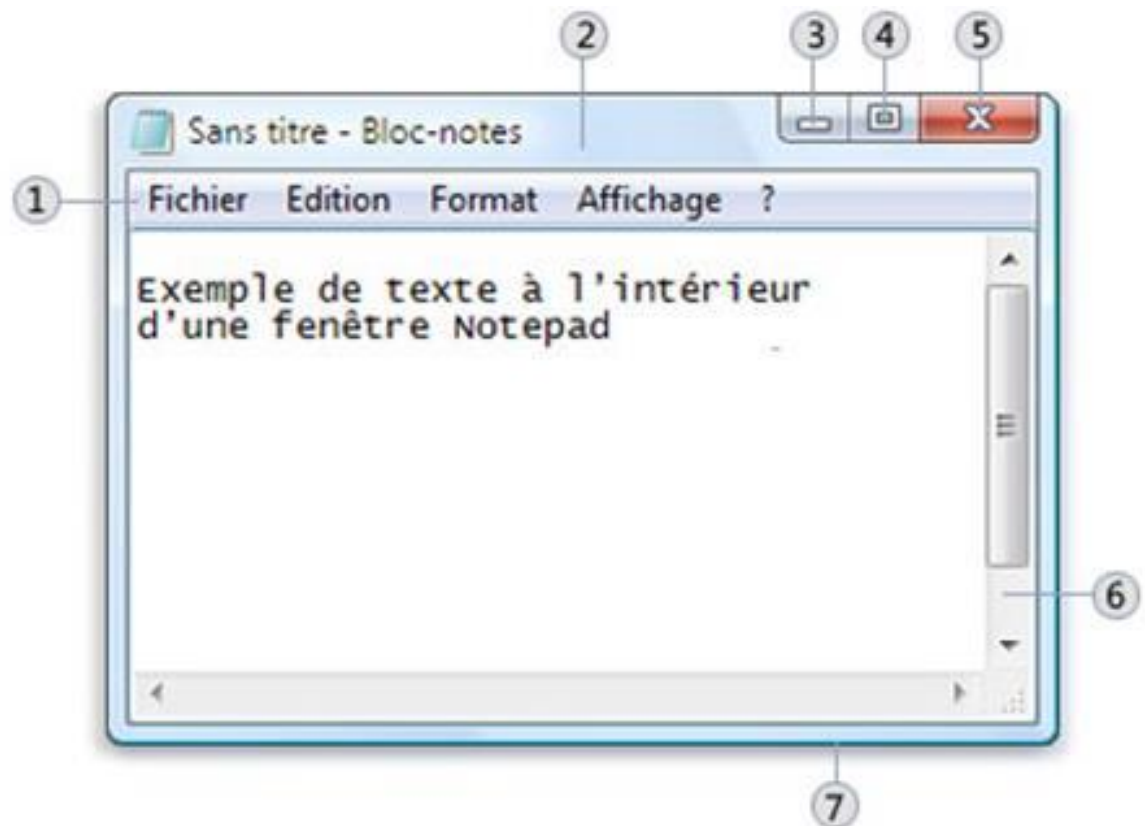 2 3 4 5
Sans titre - Bloc-notes
1 Fichier Edition Format Affichage ?
Exemple de texte à l'intérieur
d'une fenêtre Notepad
6
7